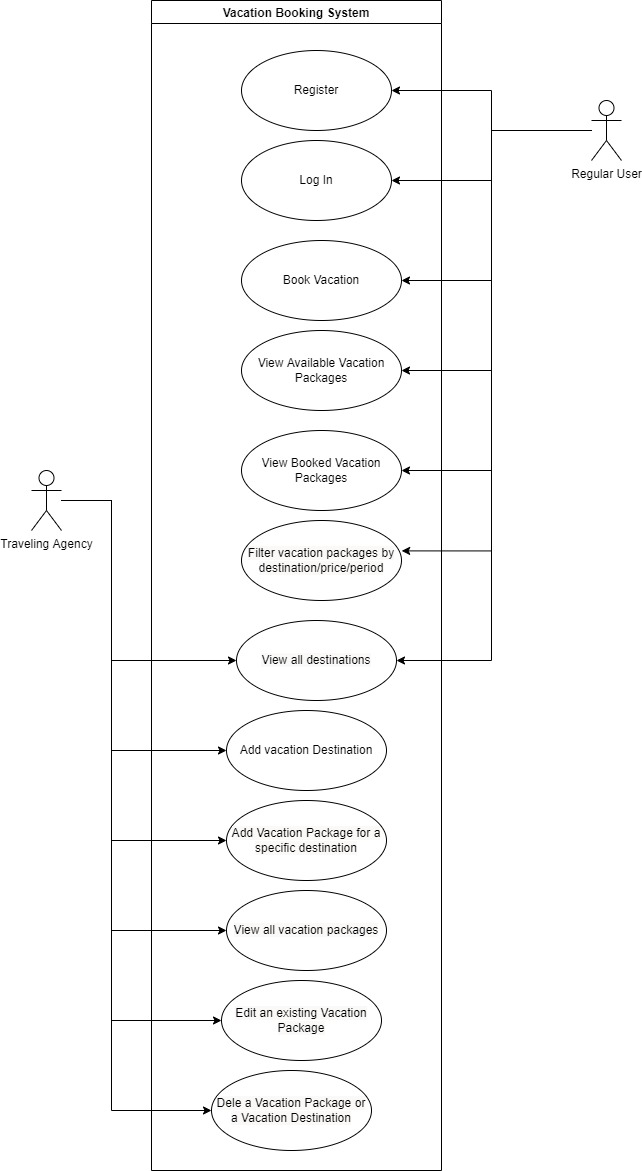 Vacation Booking System
Register
Regular User
Log In
Book Vacation
View Available Vacation
Packages
View Booked Vacation
Packages
Traveling Agency
Filter vacation packages by
destination/price/period
View all destinations
Add vacation Destination
Add Vacation Package for a
specific destination
View all vacation packages
Edit an existing Vacation
Package
Dele a Vacation Package or
a Vacation Destination